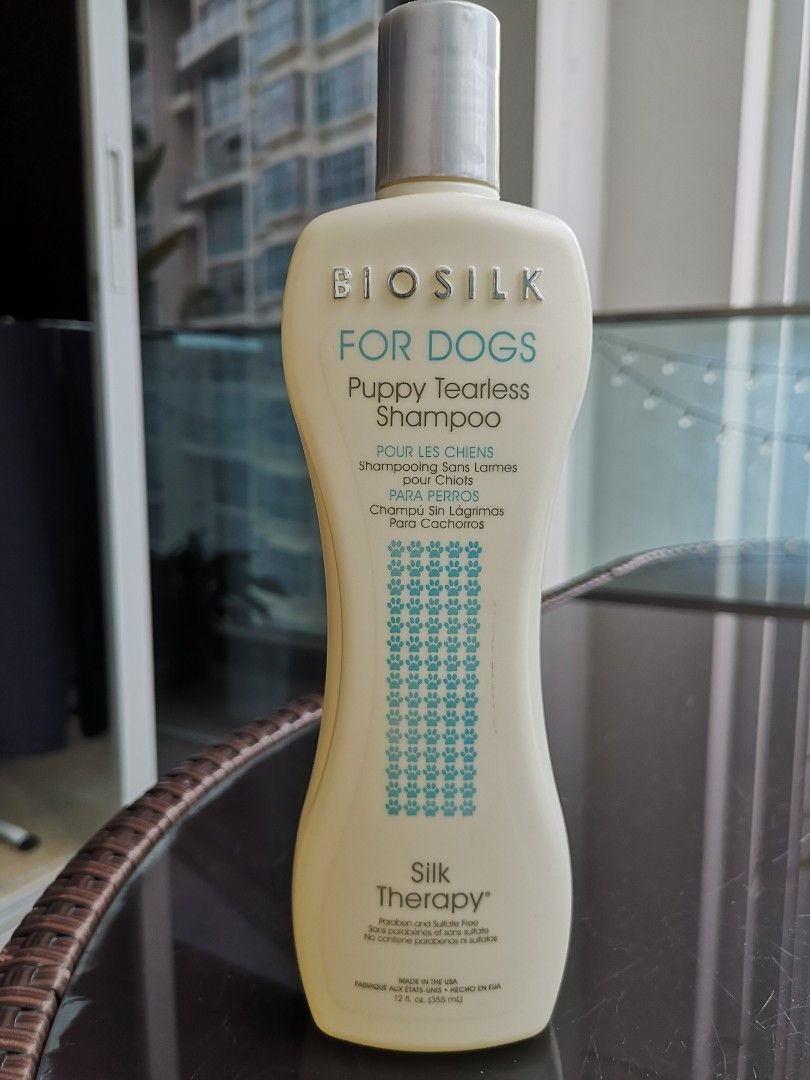 BIOSILK
FOR DOGS
Puppy Tearless
Shampoo
POUR LES CHIENS
Shampooing Sans Larmes
pour Chiots
PARA PERROS
Champú Sin Lágrimas
Para Cachorros
Silk
Therapy®
Paraben and Sulfate Free
Sans parabènes et sans sulfate
No contiene parabenos ni sulfatos
MADE IN THE USA
FABRIQUÉ AUX ÉTATS-UNIS • HECHO EN EUA
12 fl. oz. (355 mL)